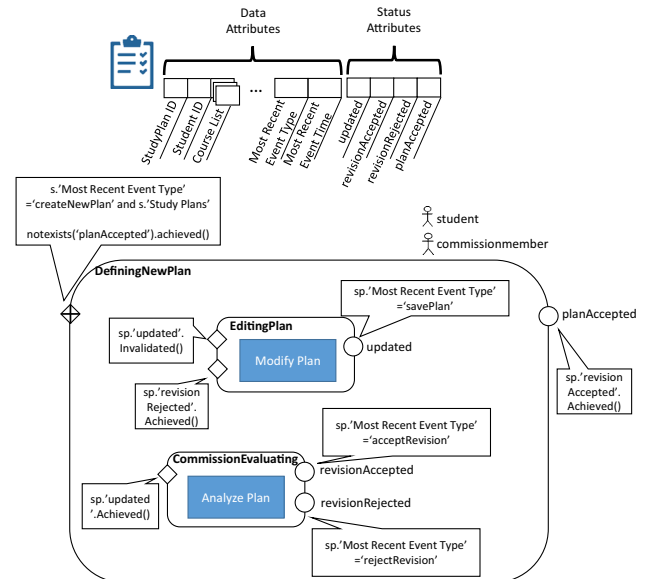 Data
Attributes
Status
Attributes
...
StudyPlan ID
Student ID
Course List
Most Recent
Event Type
Most Recent
Event Time
updated
revisionAccepted
revisionRejected
planAccepted
s.'Most Recent Event Type'
='createNewPlan' and s.'Study Plans'
notexists('planAccepted').achieved()
student
commissionmember
DefiningNewPlan
sp.'Most Recent Event Type'
='savePlan'
planAccepted
EditingPlan
sp.'updated'.
Invalidated()
Modify Plan
updated
sp.'revision
Rejected'.
Achieved()
sp.'revision
Accepted'.
Achieved()
sp.'Most Recent Event Type'
='acceptRevision'
CommissionEvaluating
revisionAccepted
sp.'updated
'.Achieved()
Analyze Plan
revisionRejected
sp.'Most Recent Event Type'
='rejectRevision'